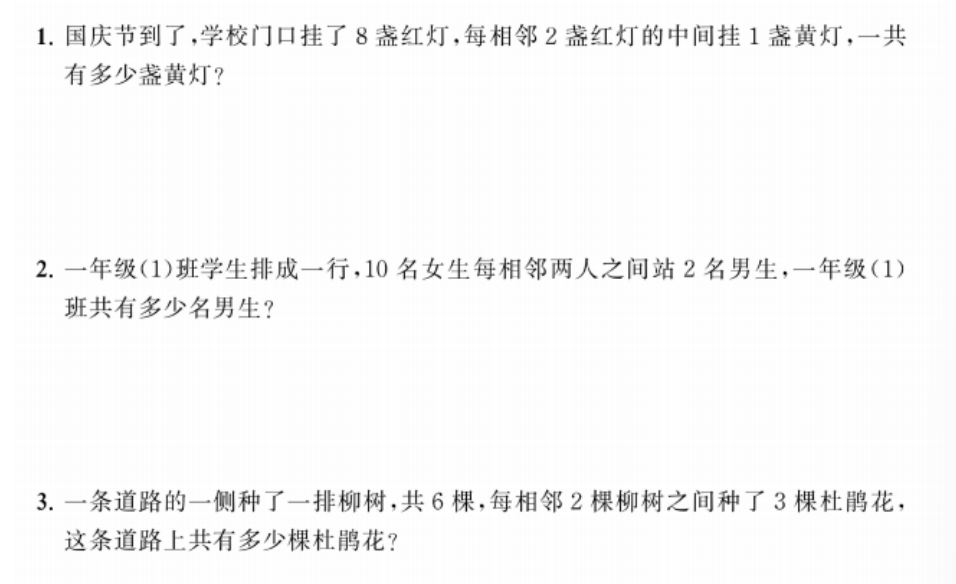 1. 国庆节到了,学校门口挂了 8 盏红灯,每相邻 2 盏红灯的中间挂 1 盏黄灯,一共
有多少盏黄灯?
2. 一年级(1)班学生排成一行,10 名女生每相邻两人之间站 2 名男生,一年级(1)
班共有多少名男生?
3. 一条道路的一侧种了一排柳树,共 6 棵,每相邻 2 棵柳树之间种了 3 棵杜鹃花,
这条道路上共有多少棵杜鹃花?